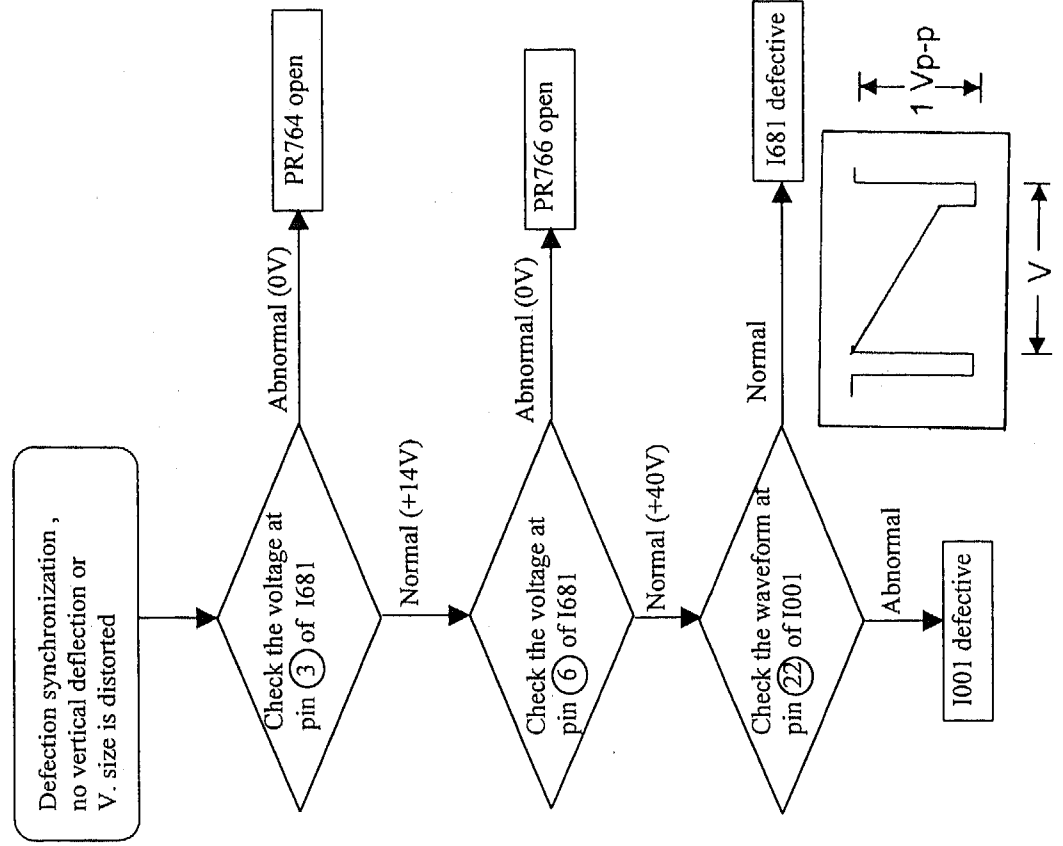 Defection synchronization ,
no vertical deflection or
V. size is distorted
Check the voltage at
pin 3 of I681
Abnormal (0V)
PR764 open
Normal (+14V)
Check the voltage at
pin 6 of I681
Abnormal (0V)
PR766 open
Normal (+40V)
Check the waveform at
pin 22 of I001
Normal
I681 defective
1 Vp-p
V
Abnormal
I001 defective